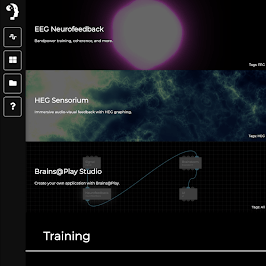 EEG Neurofeedback
Bandpower training, coherence, and more.
Tags: EEG
HEG Sensorium
Immersive audio-visual feedback with HEG graphing.
Tags: HEG
Brains@Play Studio
Create your own application with Brains@Play.
Tags: All
Training